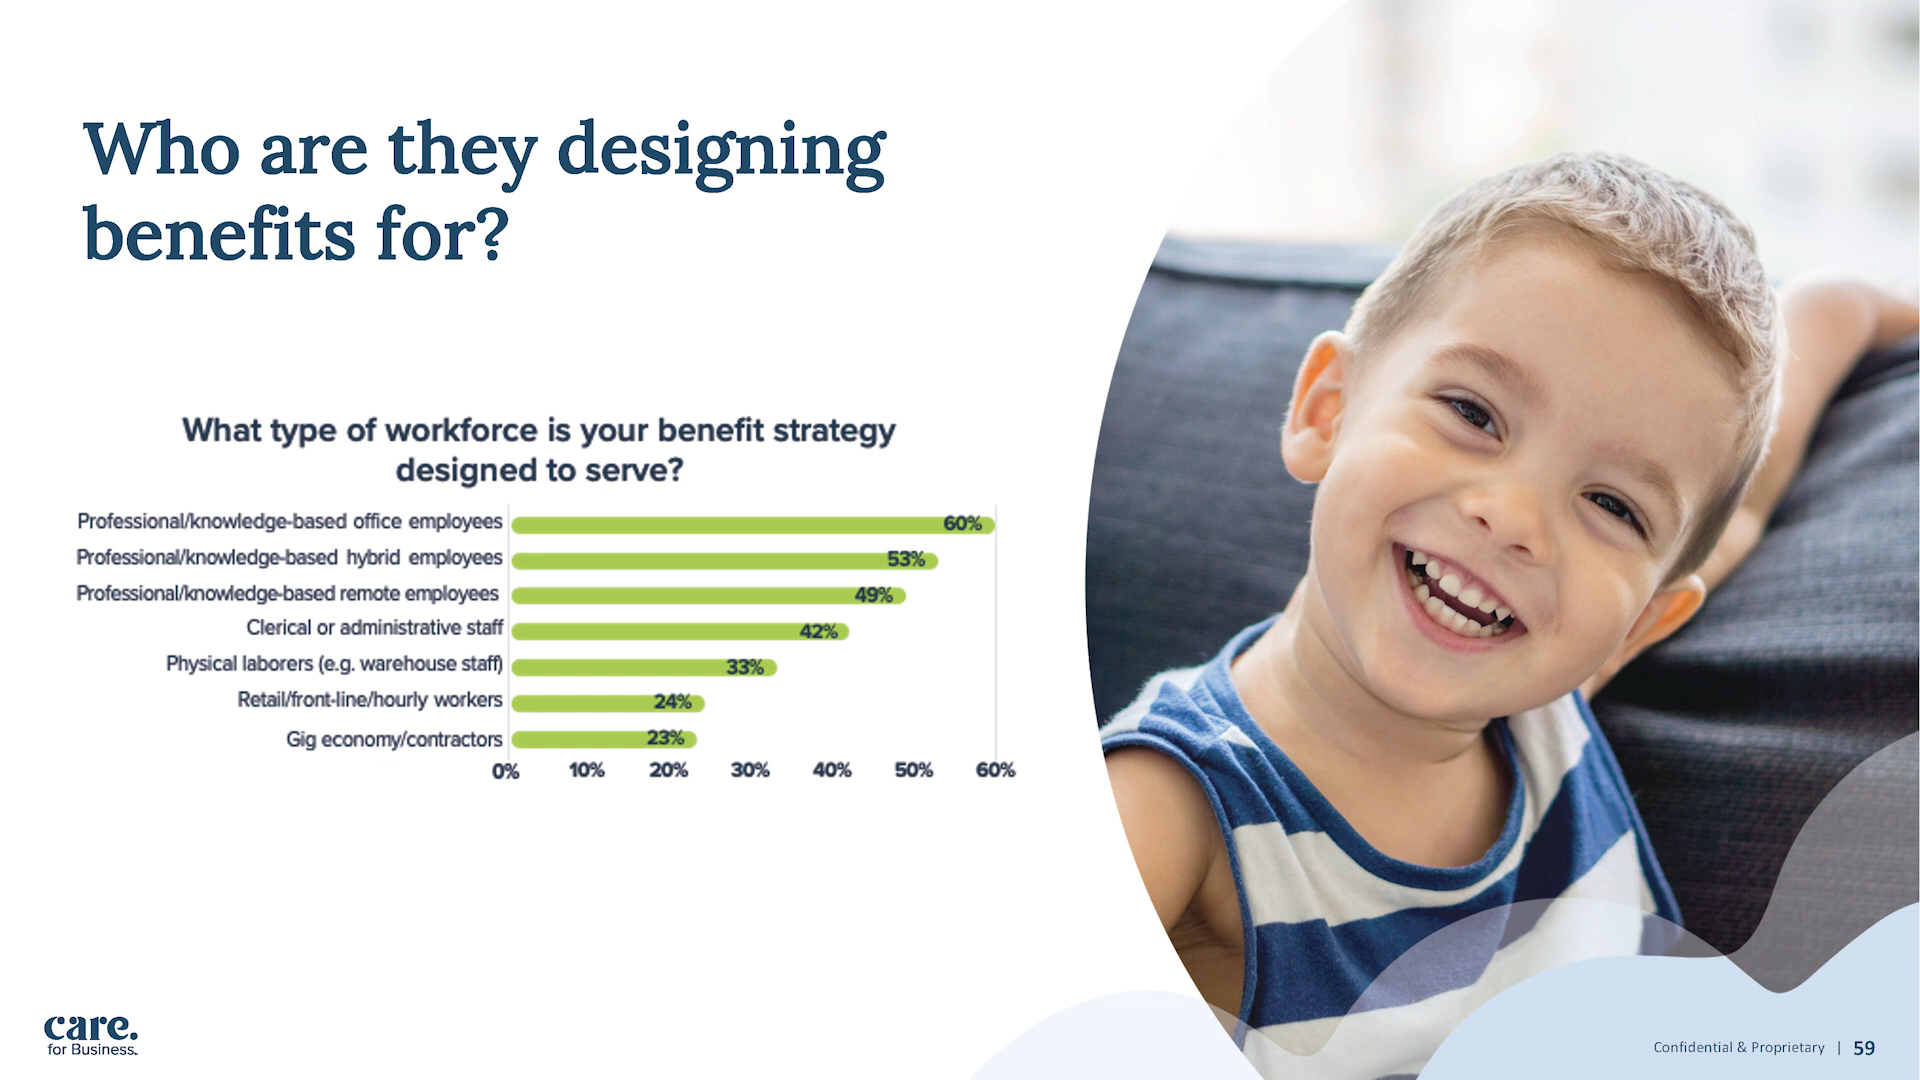 Who are they designing
benefits for?
What type of workforce is your benefit strategy
designed to serve?
Professional/knowledge-based office employees 60%
Professional/knowledge-based hybrid employees 53%
Professional/knowledge-based remote employees 49%
Clerical or administrative staff 42%
Physical laborers (e.g. warehouse staff) 33%
Retail/front-line/hourly workers 24%
Gig economy/contractors 23%
0% 10% 20% 30% 40% 50% 60%
care.
for Business.
Confidential & Proprietary | 59